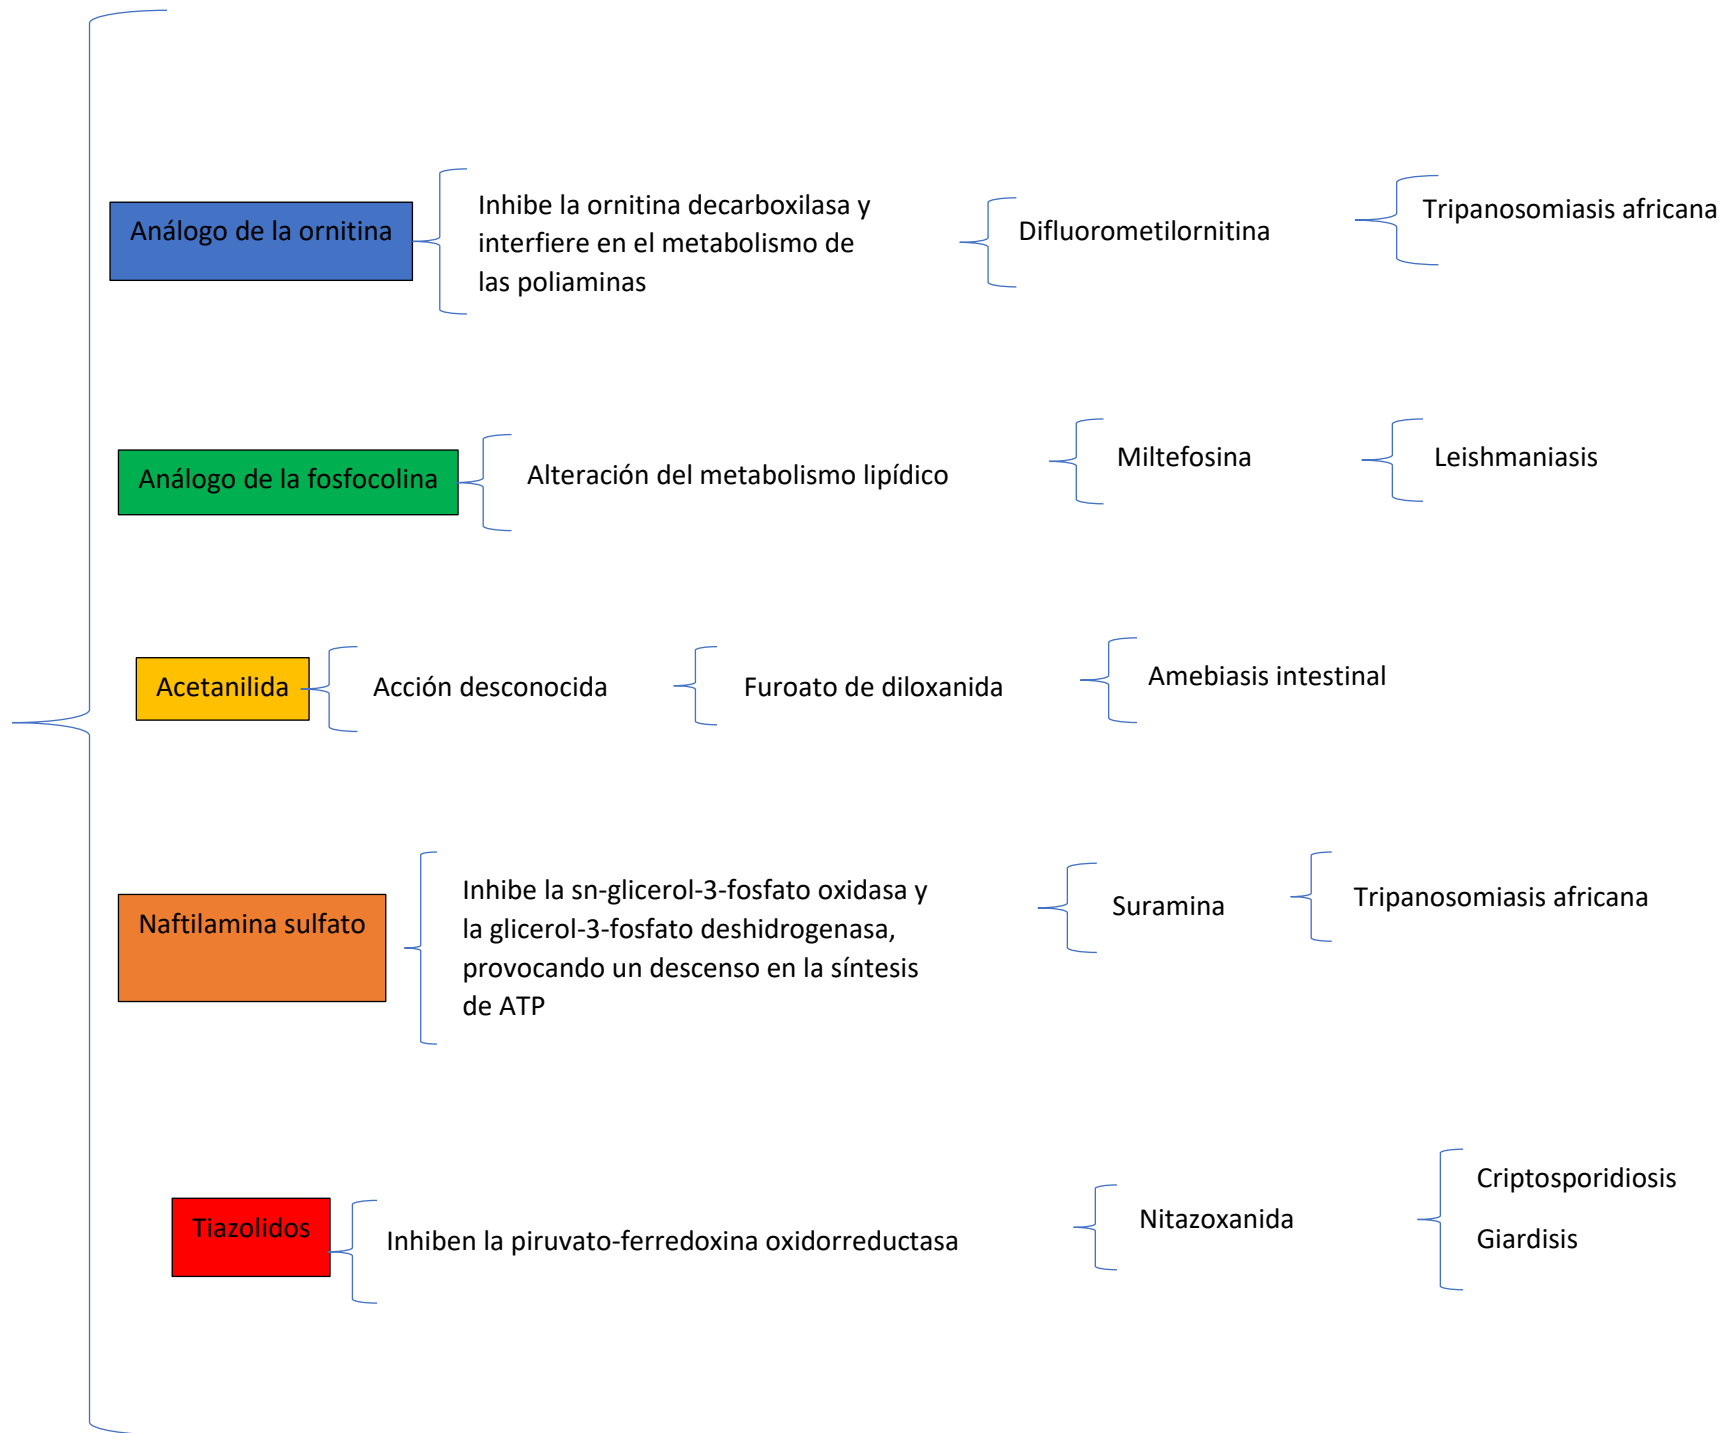 Análogo de la ornitina
Inhibe la ornitina decarboxilasa y
interfiere en el metabolismo de
las poliaminas
Difluorometilornitina
Tripanosomiasis africana
Análogo de la fosfocolina
Alteración del metabolismo lipídico
Miltefosina
Leishmaniasis
Acetanilida
Acción desconocida
Furoato de diloxanida
Amebiasis intestinal
Naftilamina sulfato
Inhibe la sn-glicerol-3-fosfato oxidasa y
la glicerol-3-fosfato deshidrogenasa,
provocando un descenso en la síntesis
de ATP
Suramina
Tripanosomiasis africana
Tiazolidos
Inhiben la piruvato-ferredoxina oxidorreductasa
Nitazoxanida
Criptosporidiosis
Giardisis